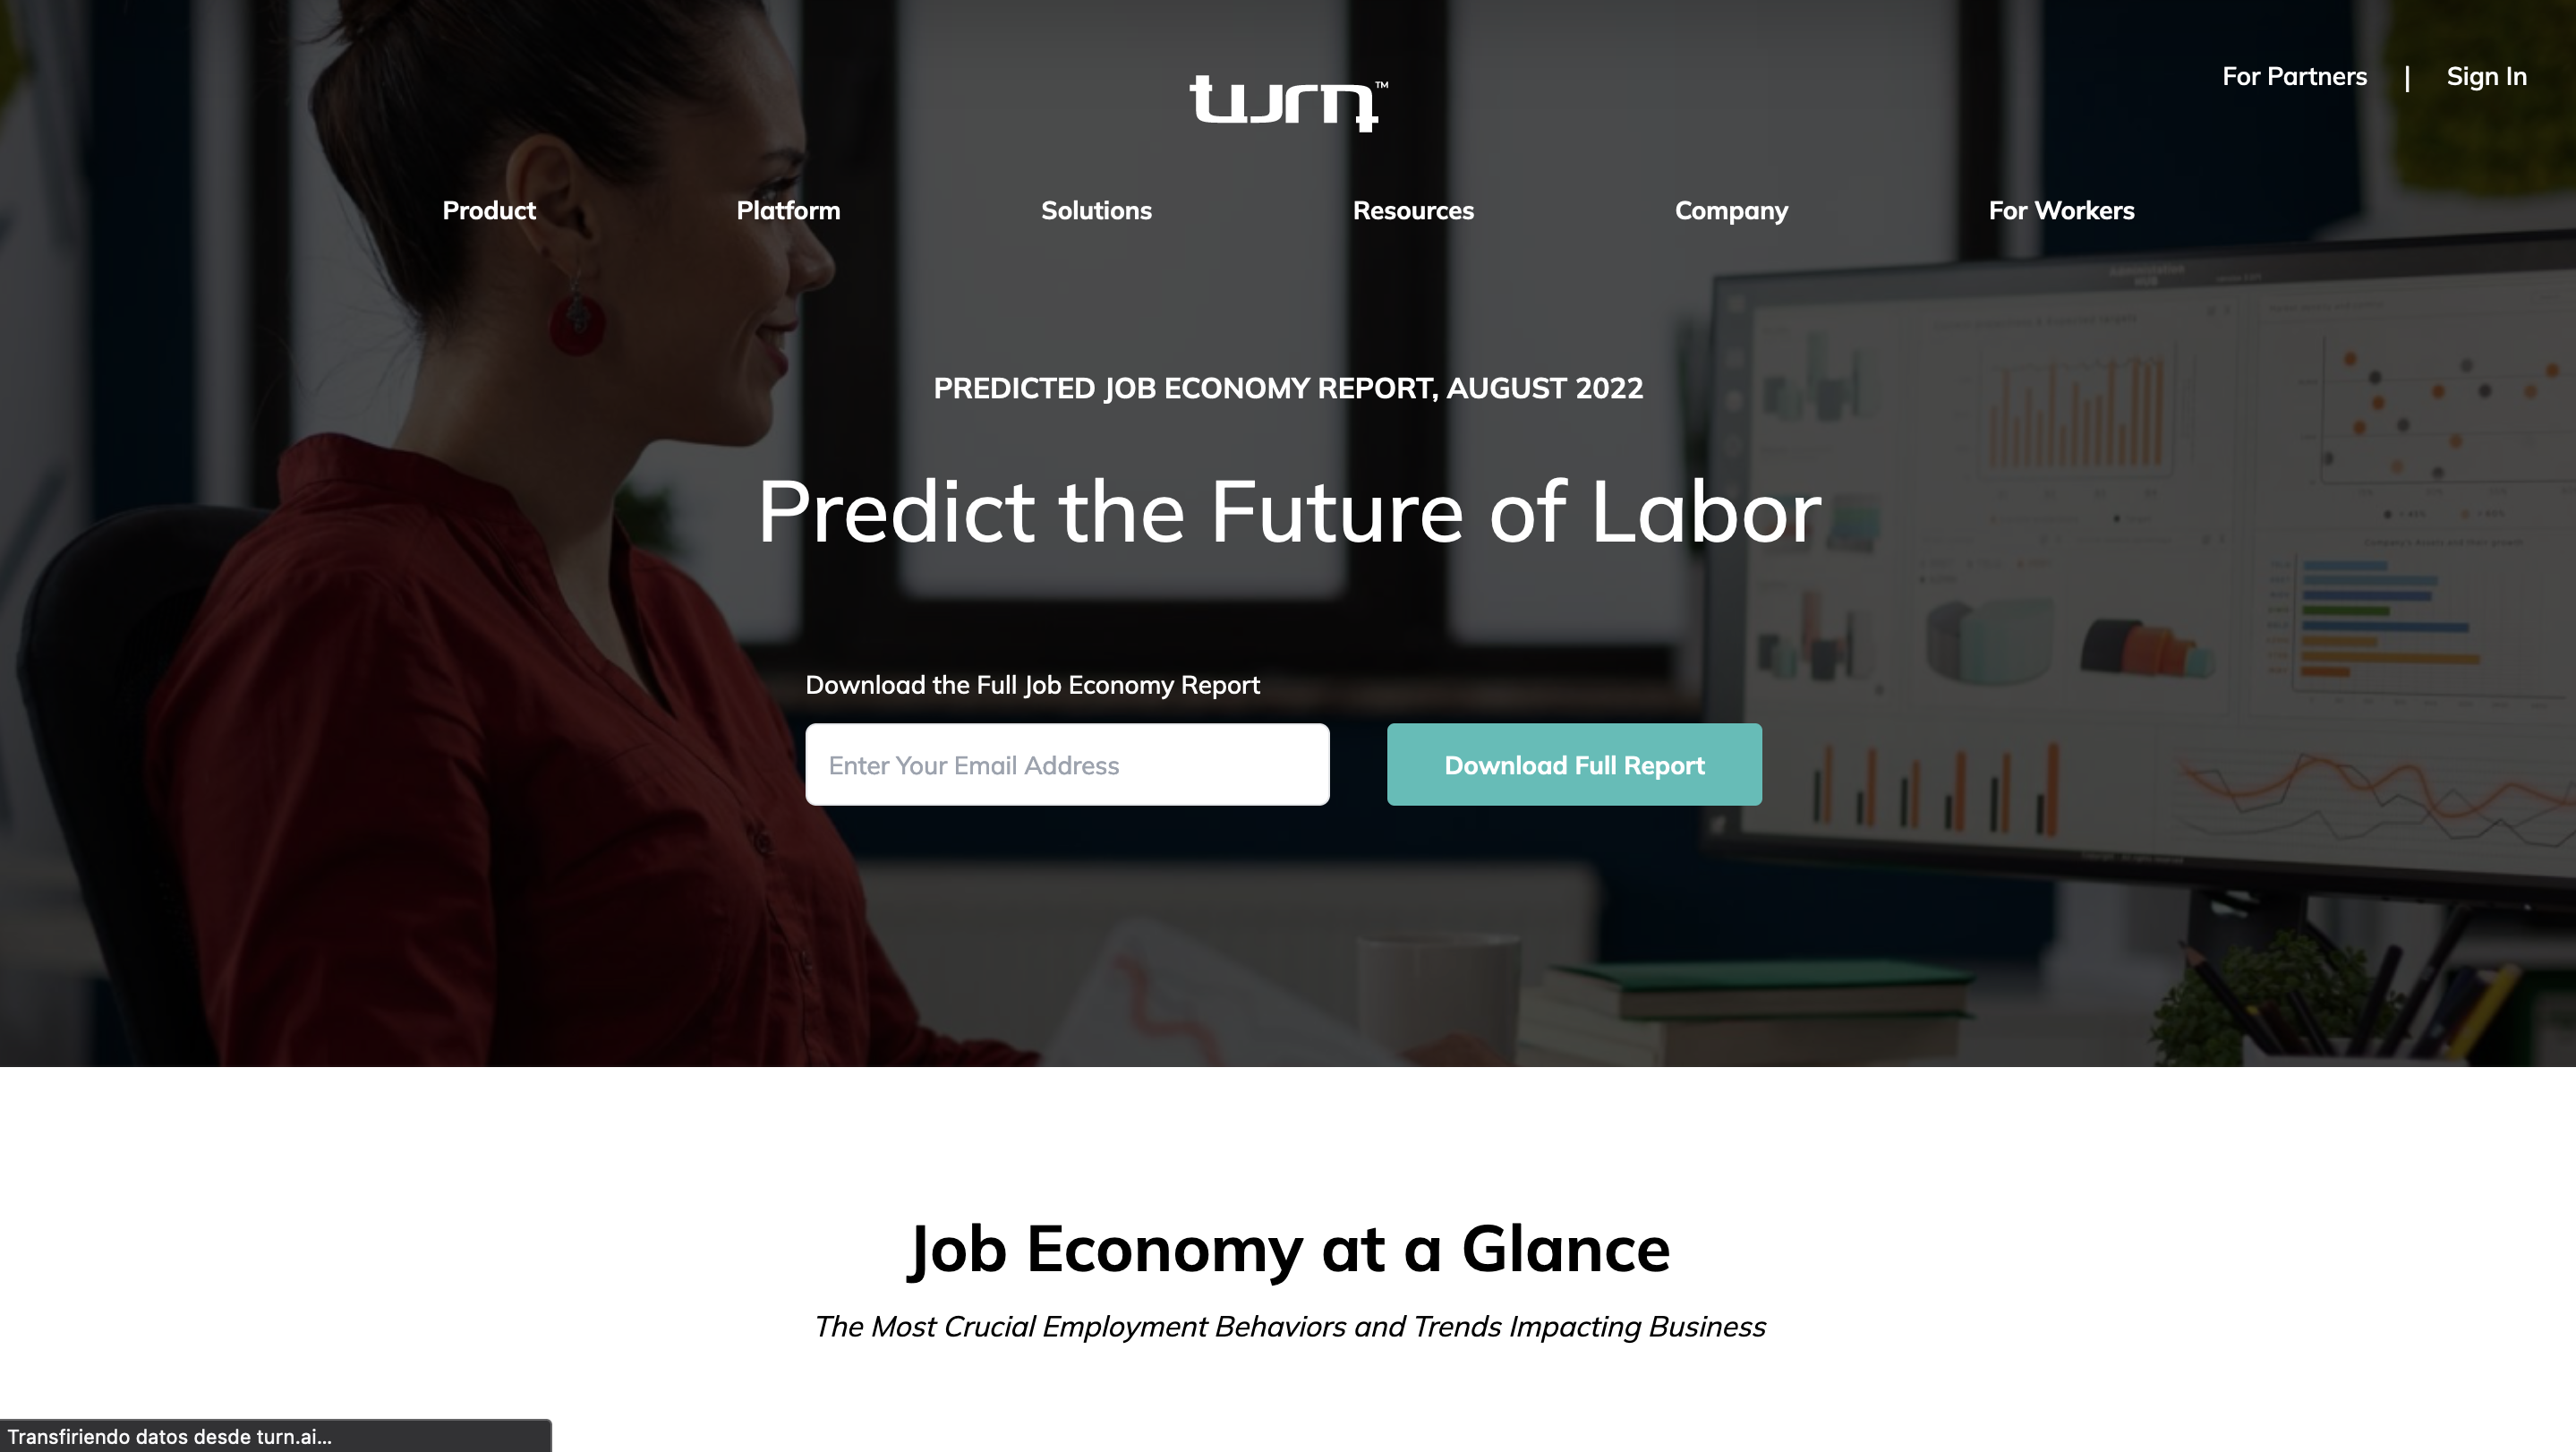 turn™
For Partners | Sign In
Product Platform Solutions Resources Company For Workers
PREDICTED JOB ECONOMY REPORT, AUGUST 2022
Predict the Future of Labor
Download the Full Job Economy Report
Enter Your Email Address
Download Full Report
Job Economy at a Glance
The Most Crucial Employment Behaviors and Trends Impacting Business
Transfiriendo datos desde turn.ai...